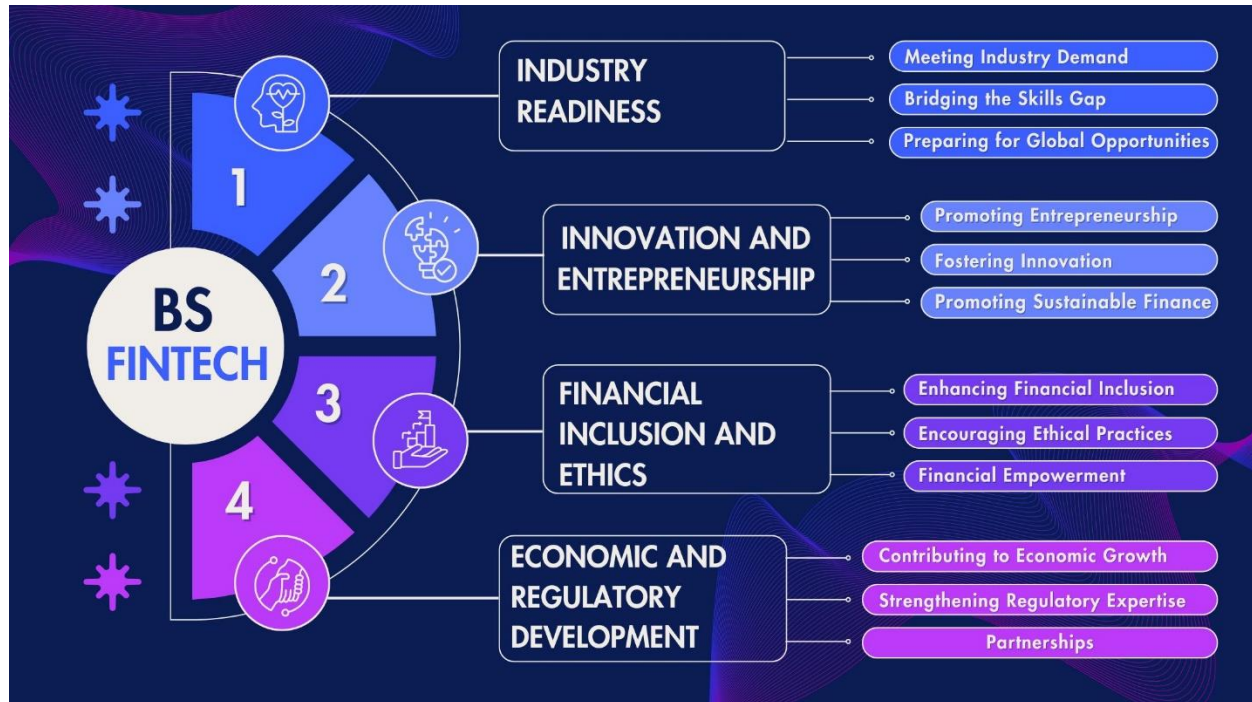 BS
FINTECH
1
INDUSTRY
READINESS
Meeting Industry Demand
Bridging the Skills Gap
Preparing for Global Opportunities
2
INNOVATION AND
ENTREPRENEURSHIP
Promoting Entrepreneurship
Fostering Innovation
Promoting Sustainable Finance
3
FINANCIAL
INCLUSION AND
ETHICS
Enhancing Financial Inclusion
Encouraging Ethical Practices
Financial Empowerment
4
ECONOMIC AND
REGULATORY
DEVELOPMENT
Contributing to Economic Growth
Strengthening Regulatory Expertise
Partnerships